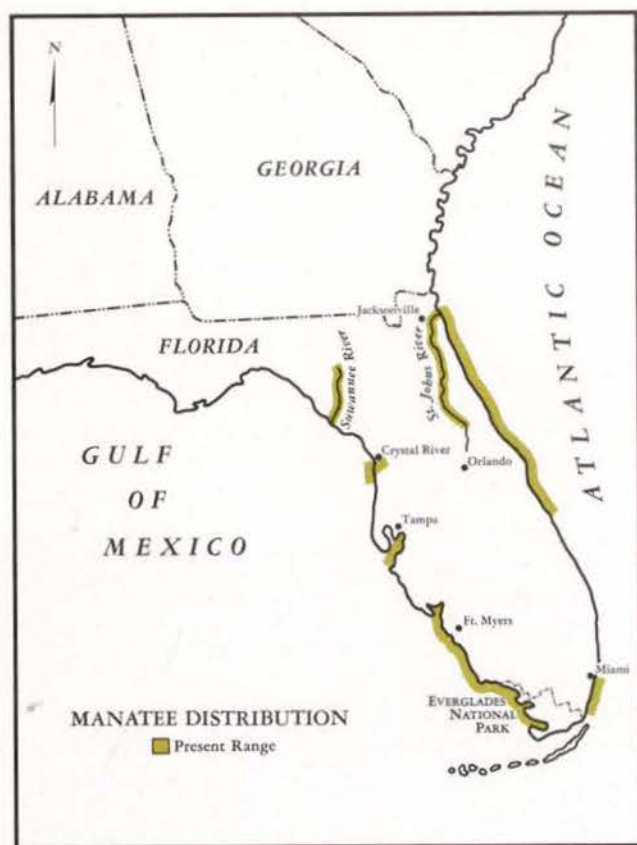 N
ALABAMA
GEORGIA
ATLANTIC OCEAN
Jacksonville
FLORIDA
Suwannee River
St. Johns River
Crystal River
Orlando
GULF
OF
MEXICO
Tampa
Ft. Myers
Miami
EVERGLADES
NATIONAL
PARK
MANATEE DISTRIBUTION
Present Range